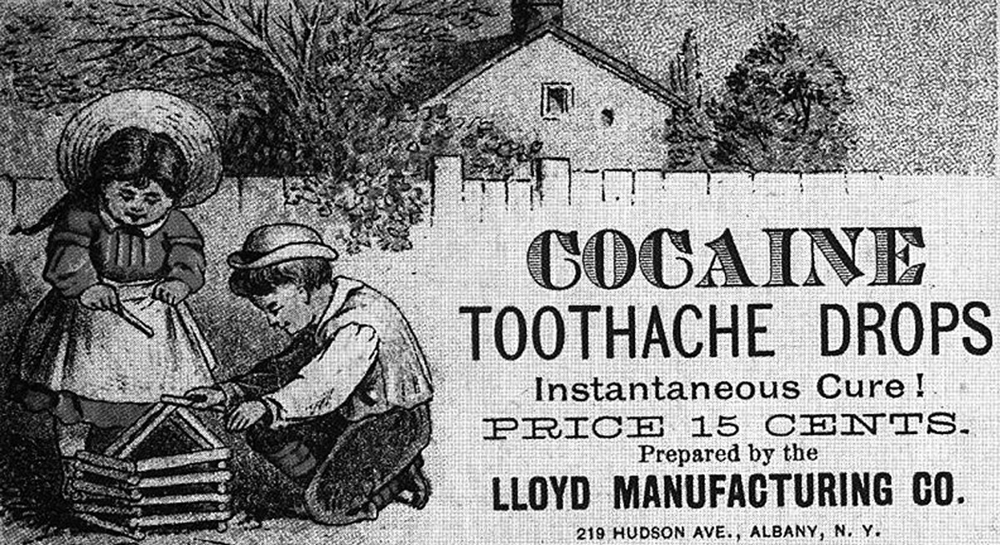 COCAINE
TOOTHACHE DROPS
Instantaneous Cure!
PRICE 15 CENTS.
Prepared by the
LLOYD MANUFACTURING CO.
219 HUDSON AVE., ALBANY, N. Y.